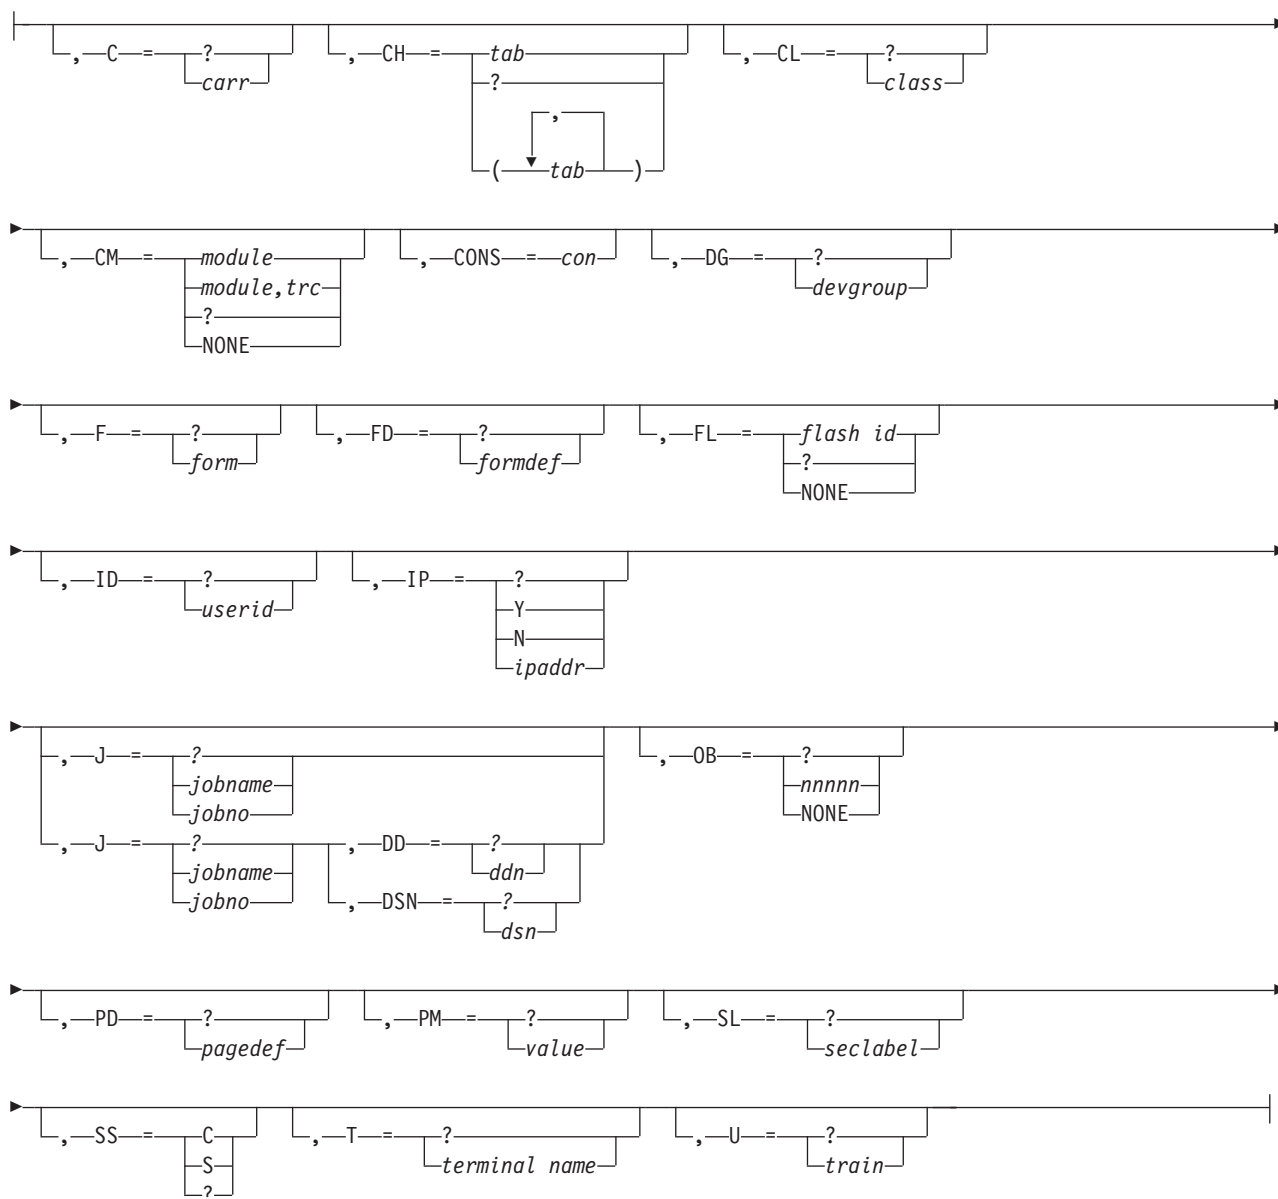 , C = ? , CH = tab , CL = ?
carr ? class
,
( tab )
, CM = module , CONS = con , DG = ?
module,trc devgroup
?
NONE
, F = ? , FD = ? , FL = flash id
form formdef ?
NONE
, ID = ? , IP = ?
userid Y
N
ipaddr
, J = ? , OB = ?
jobname nnnnn
jobno NONE
, J = ? , DD = ?
jobname ddn
jobno , DSN = ?
dsn
, PD = ? , PM = ? , SL = ?
pagedef value seclabel
, SS = C , T = ? , U = ?
S terminal name train
?